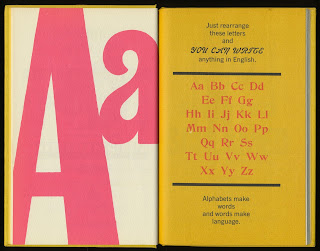 Aa
Just rearrange
these letters
and
YOU CAN WRITE
anything in English.
Aa Bb Cc Dd
Ee Ff Gg
Hh Ii Jj Kk Ll
Mm Nn Oo Pp
Qq Rr Ss
Tt Uu Vv Ww
Xx Yy Zz
Alphabets make
words
and words make
language.